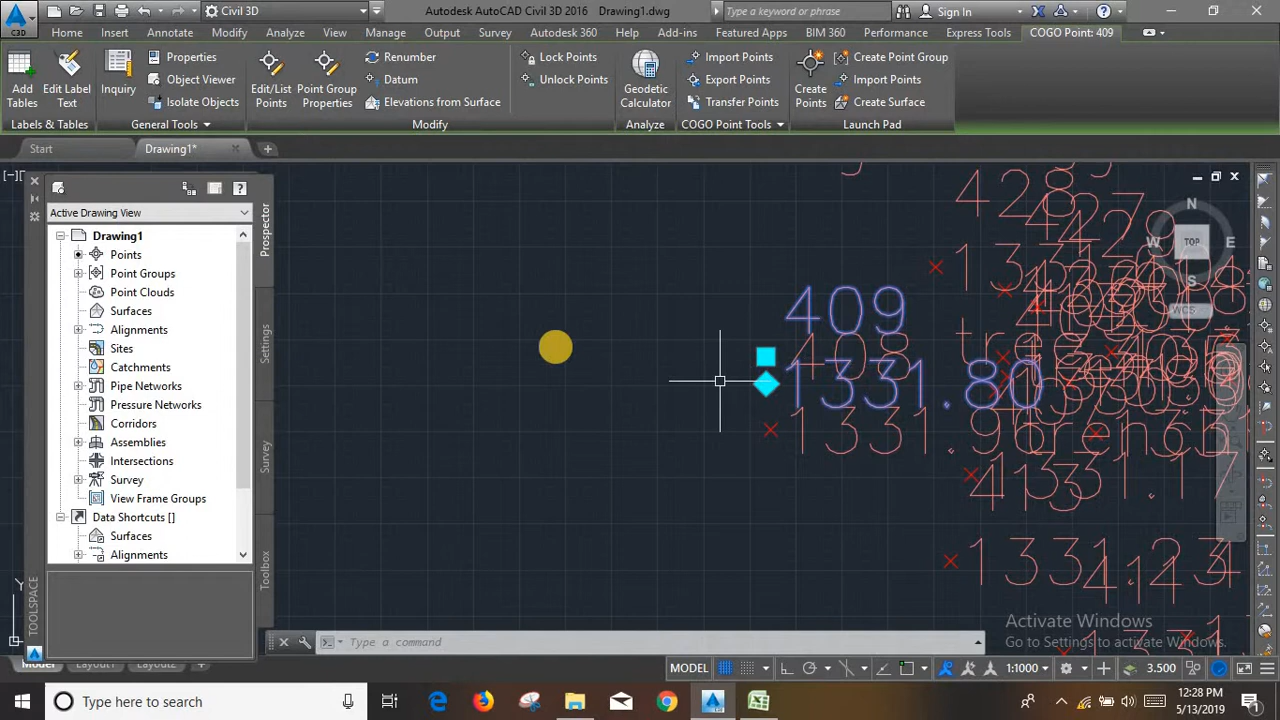 C3D
Civil 3D
Autodesk AutoCAD Civil 3D 2016 Drawing1.dwg
Type a keyword or phrase
Sign In
Home Insert Annotate Modify Analyze View Manage Output Survey Autodesk 360 Help Add-ins Featured Apps BIM 360 Performance Express Tools COGO Point: 409
Add Tables
Edit Label Text
Labels & Tables
Inquiry
Properties
Object Viewer
Isolate Objects
General Tools
Edit/List Points
Point Group Properties
Renumber
Datum
Elevations from Surface
Lock Points
Unlock Points
Modify
Geodetic Calculator
Analyze
Import Points
Export Points
Transfer Points
COGO Point Tools
Create Points
Create Point Group
Import Points
Create Surface
Launch Pad
Start
Drawing1*
Active Drawing View
Drawing1
Points
Point Groups
Point Clouds
Surfaces
Alignments
Sites
Catchments
Pipe Networks
Pressure Networks
Corridors
Assemblies
Intersections
Survey
View Frame Groups
Data Shortcuts []
Surfaces
Alignments
Prospector
Settings
Survey
Toolbox
TOOLSPACE
N
W TOP E
S
WCS
428
409
408
1331.80
1331.96
1331.17
Y
Activate Windows
Go to Settings to activate Windows.
Type a command
Model Layout1 Layout2
MODEL
1:1000
3.500
Type here to search
12:28 PM
5/13/2019